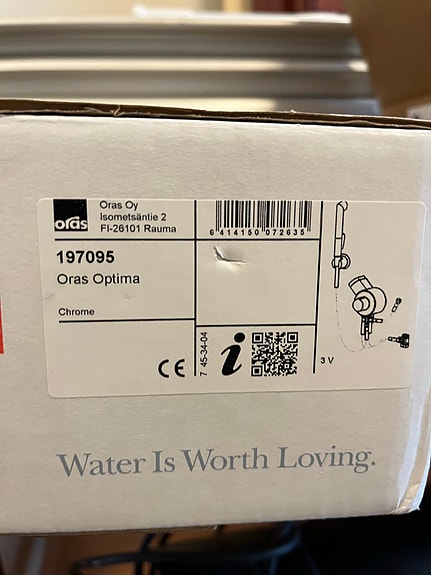 oras
Oras Oy
Isometsäntie 2
FI-26101 Rauma
6 414150 072635
197095
Oras Optima
Chrome
CE
7 45-34-04
i
3 V
Water Is Worth Loving.